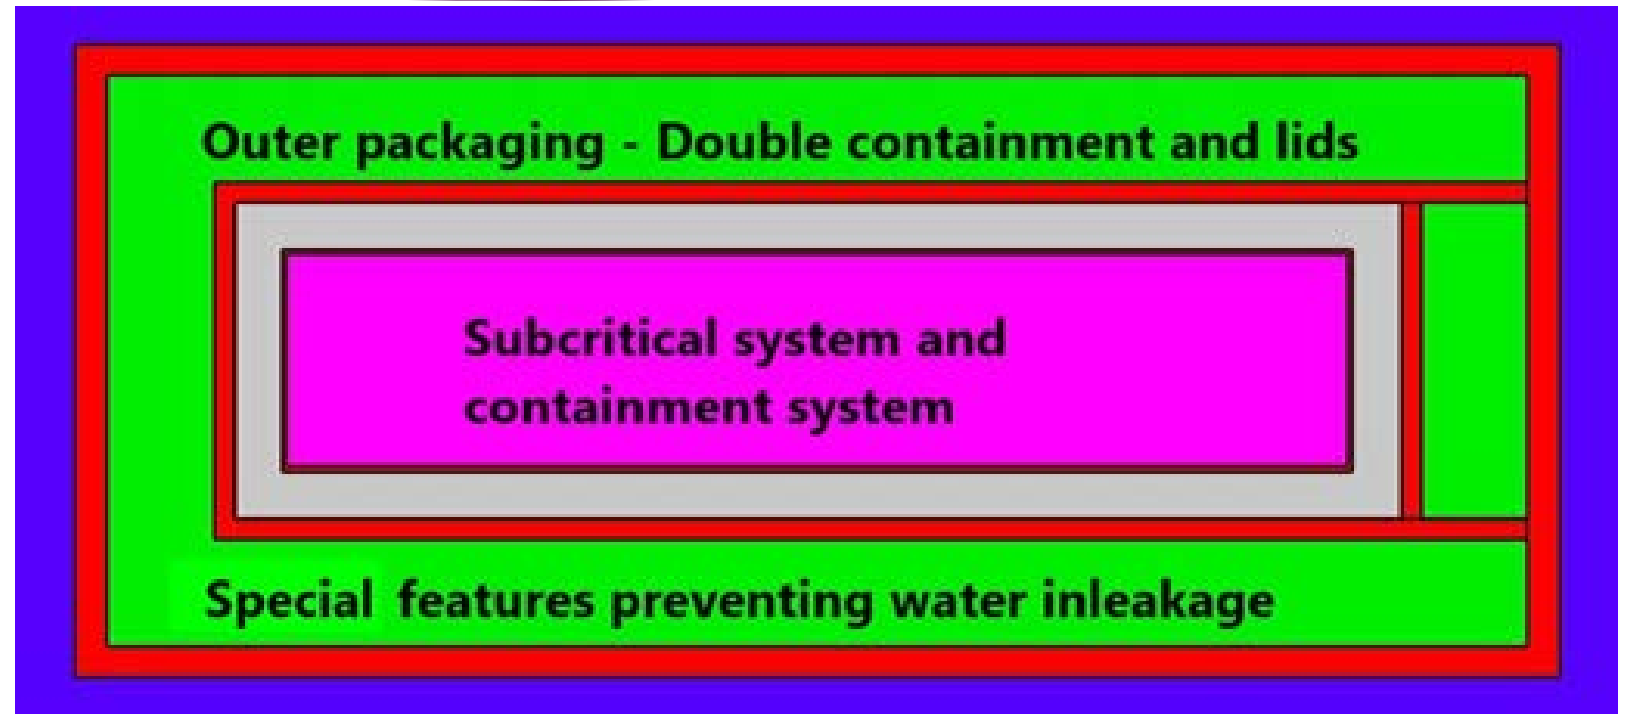 Outer packaging - Double containment and lids
Subcritical system and
containment system
Special features preventing water inleakage